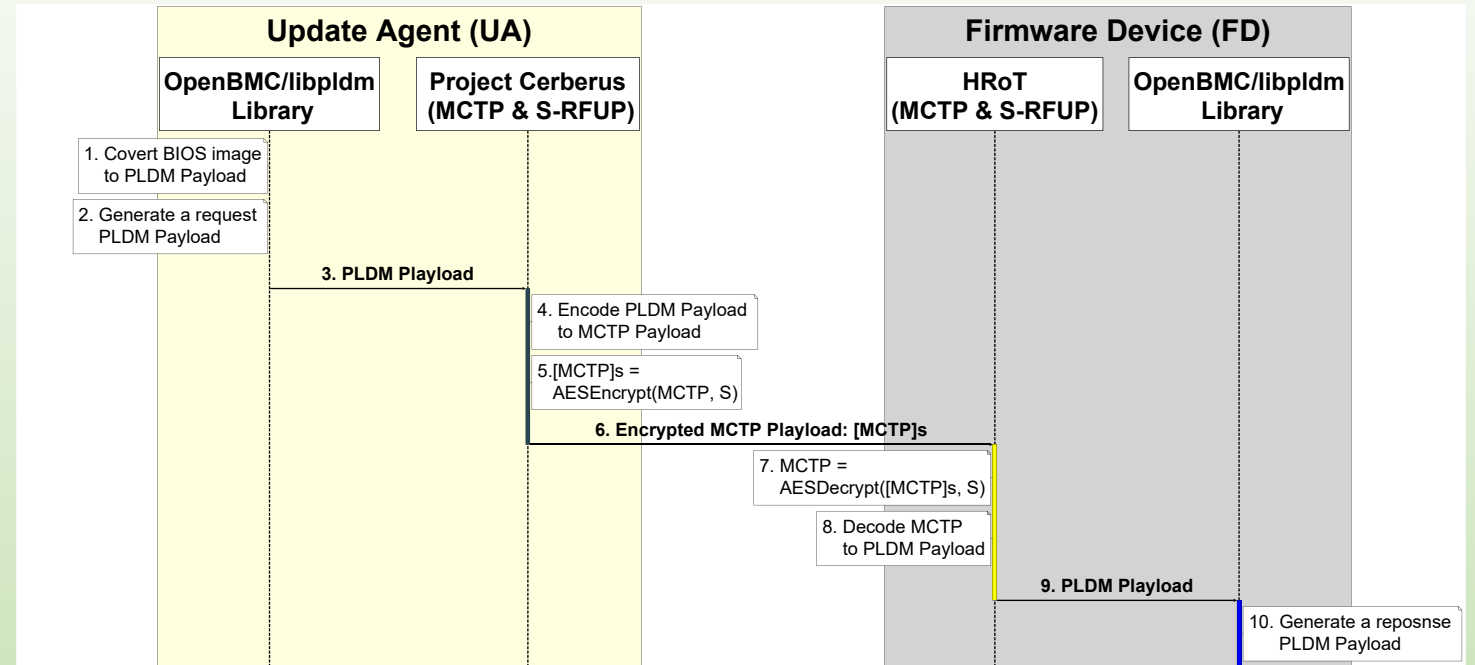 Update Agent (UA)
Firmware Device (FD)
OpenBMC/libpldm
Library
Project Cerberus
(MCTP & S-RFUP)
HRoT
(MCTP & S-RFUP)
OpenBMC/libpldm
Library
1. Covert BIOS image
to PLDM Payload
2. Generate a request
PLDM Payload
3. PLDM Playload
4. Encode PLDM Payload
to MCTP Payload
5.[MCTP]s =
AESEncrypt(MCTP, S)
6. Encrypted MCTP Playload: [MCTP]s
7. MCTP =
AESDecrypt([MCTP]s, S)
8. Decode MCTP
to PLDM Payload
9. PLDM Playload
10. Generate a reposnse
PLDM Payload